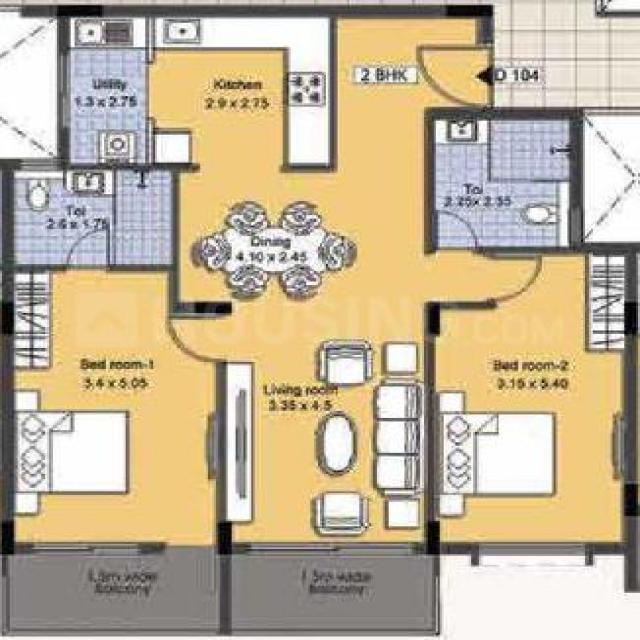 Utility
1.3 x 2.75
Kitchen
2.9 x 2.75
2 BHK
D 104
Toi
2.6 x 1.75
Toi
2.25 x 2.35
Dining
4.10 x 2.45
HOUSING.COM
Bed room-1
3.4 x 5.05
Living room
3.35 x 4.5
Bed room-2
3.15 x 5.40
1.5m wide
Balcony
1.5m wide
Balcony